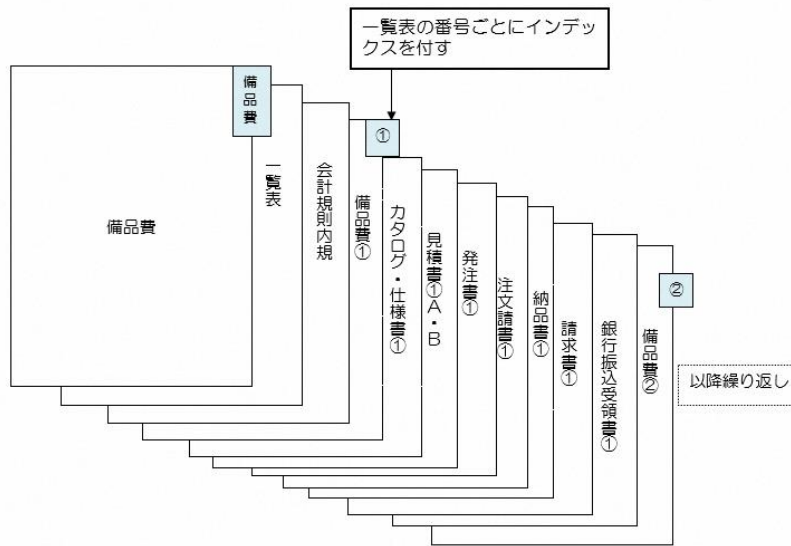 一覧表の番号ごとにインデッ
クスを付す
備品費
備品費
一覧表
会計規則内規
①
備品費①
カタログ・仕様書①
見積書①A・B
発注書①
注文請書①
納品書①
請求書①
銀行振込受領書①
備品費②
②
以降繰り返し